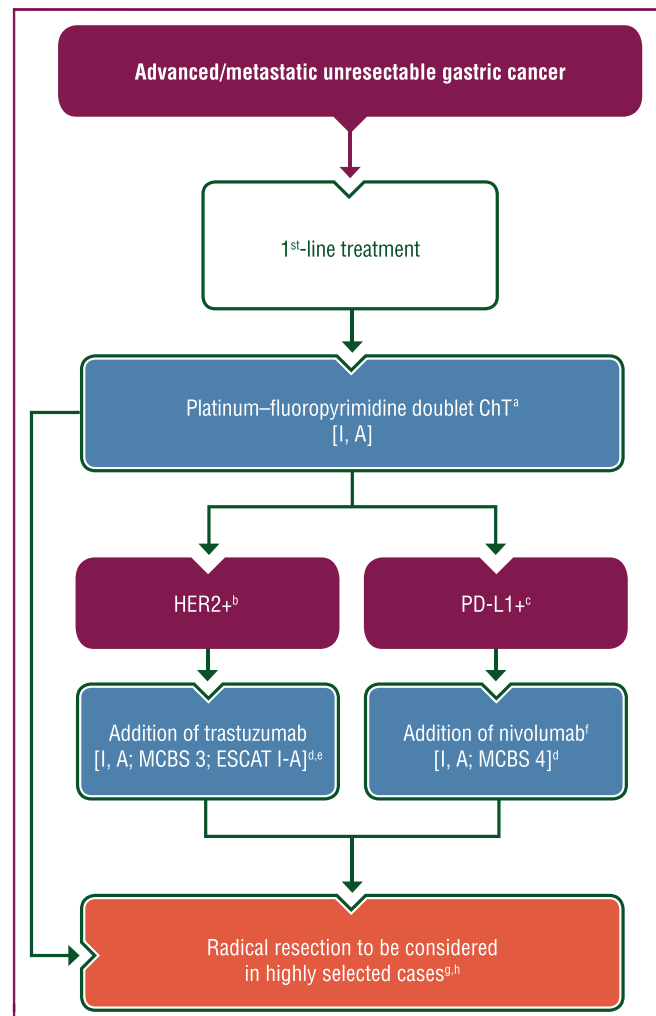 Advanced/metastatic unresectable gastric cancer
1st-line treatment
Platinum–fluoropyrimidine doublet ChTa
[I, A]
HER2+b
PD-L1+c
Addition of trastuzumab
[I, A; MCBS 3; ESCAT I-A]d,e
Addition of nivolumabf
[I, A; MCBS 4]d
Radical resection to be considered
in highly selected casesg,h